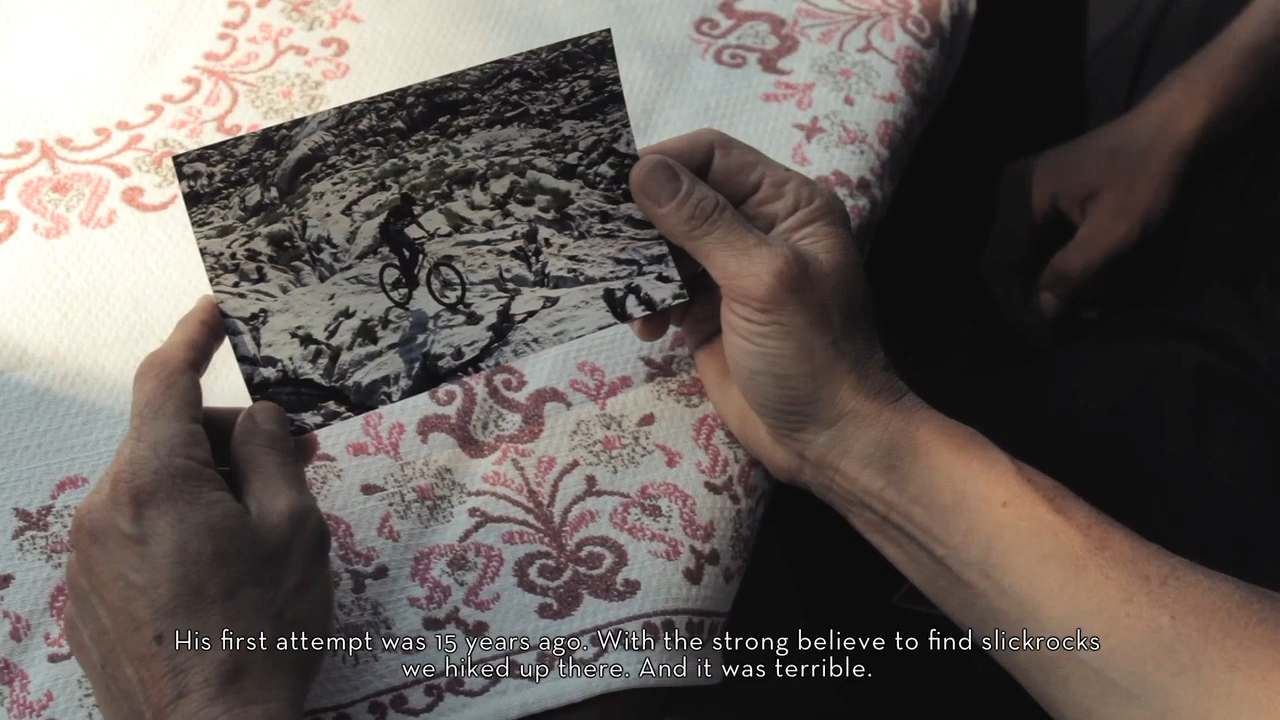 His first attempt was 15 years ago. With the strong believe to find slickrocks
we hiked up there. And it was terrible.